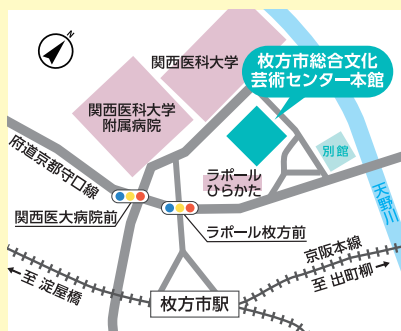 N
関西医科大学
枚方市総合文化
芸術センター本館
関西医科大学
附属病院
府道京都守口線
ラポール
ひらかた
別館
天野川
関西医大病院前
ラポール枚方前
京阪本線
至 淀屋橋
至 出町柳
枚方市駅